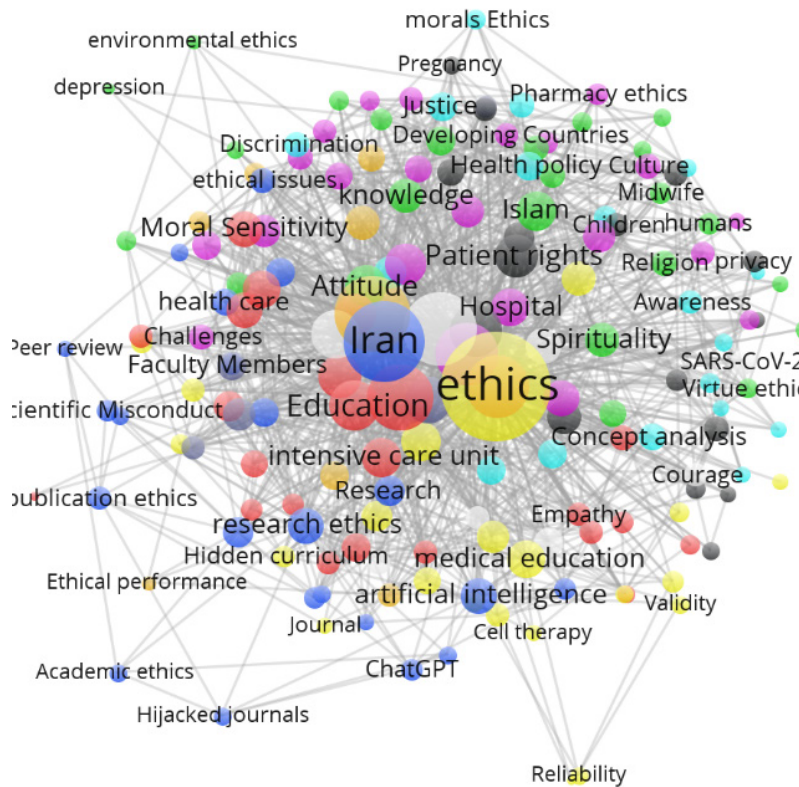 morals Ethics
environmental ethics
Pregnancy
depression
Pharmacy ethics
Justice
Developing Countries
Discrimination
Health policy
Culture
ethical issues
knowledge
Midwife
Islam
Moral Sensitivity
Children
humans
Patient rights
Religion
privacy
Attitude
health care
Hospital
Awareness
Challenges
Iran
Spirituality
Peer review
Faculty Members
SARS-CoV-2
ethics
Virtue ethic
Education
cientific Misconduct
Concept analysis
intensive care unit
Courage
Research
publication ethics
research ethics
Empathy
Hidden curriculum
medical education
Ethical performance
artificial intelligence
Validity
Journal
Cell therapy
Academic ethics
ChatGPT
Hijacked journals
Reliability